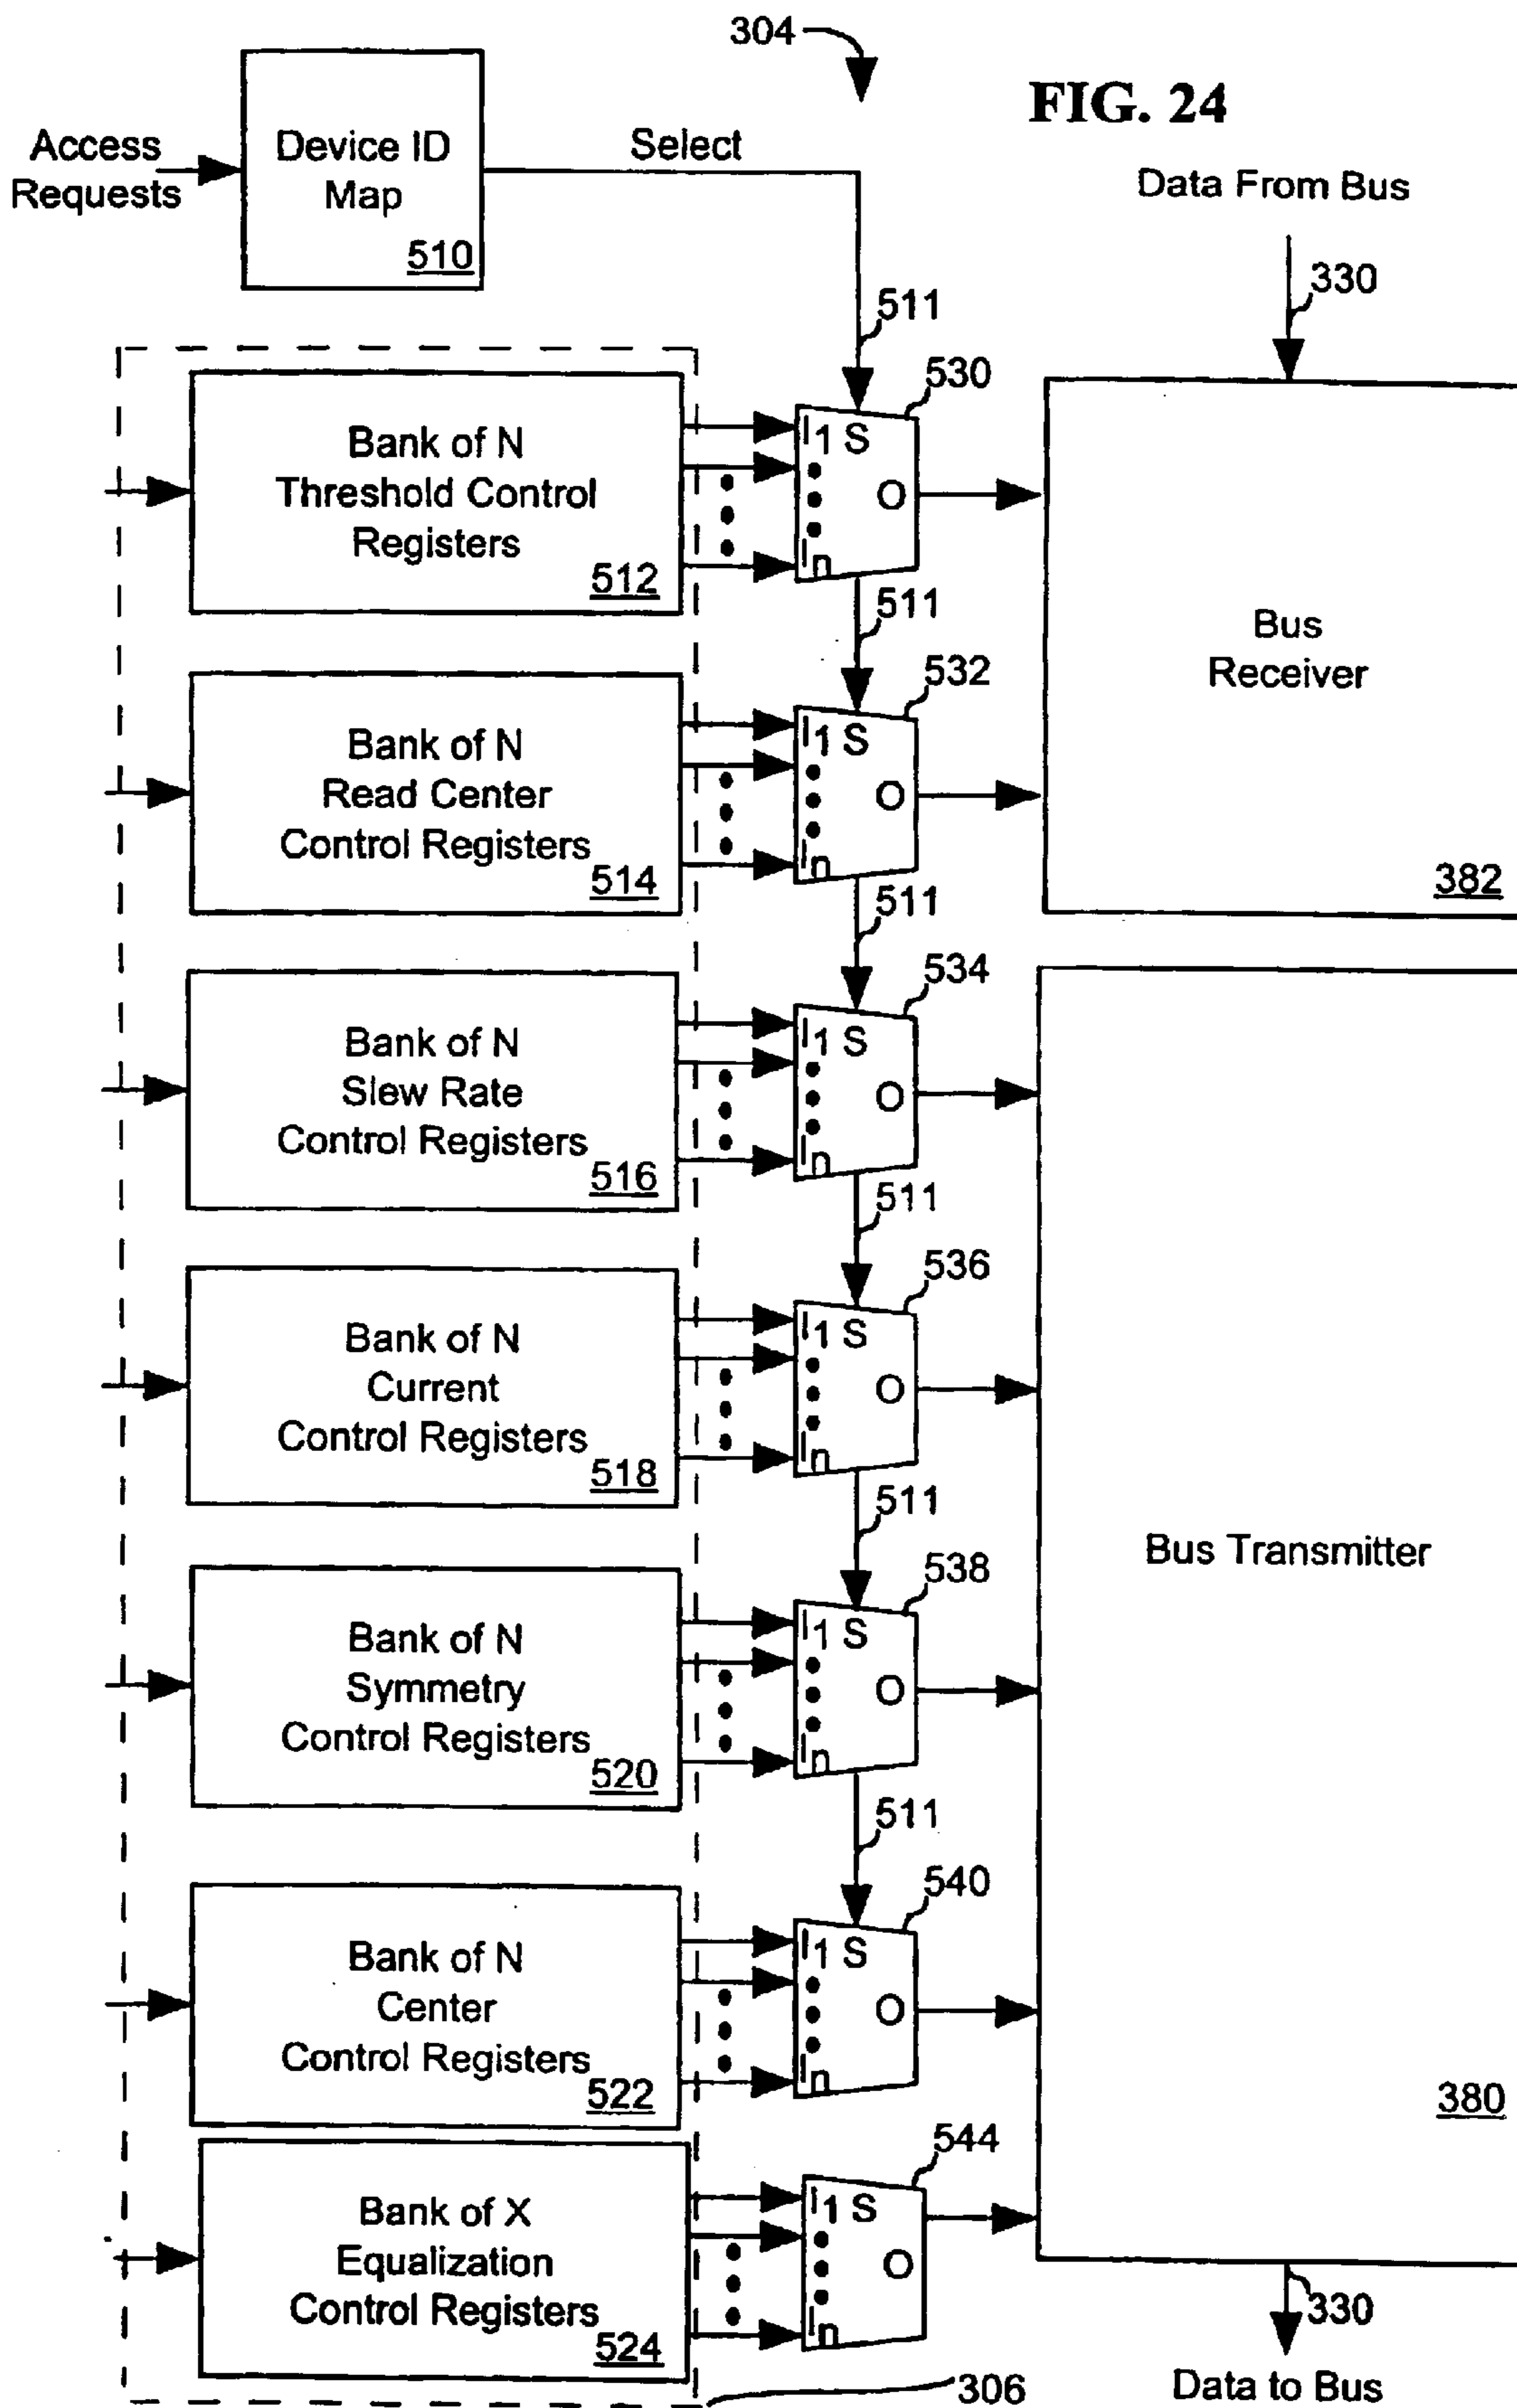 304
FIG. 24
Access
Requests
Device ID
Map
510
Select
Data From Bus
511
330
Bank of N
Threshold Control
Registers
512
I1 S
O
In
530
511
Bus
Receiver
382
Bank of N
Read Center
Control Registers
514
I1 S
O
In
532
511
Bank of N
Slew Rate
Control Registers
516
I1 S
O
In
534
511
Bank of N
Current
Control Registers
518
I1 S
O
In
536
511
Bus Transmitter
380
Bank of N
Symmetry
Control Registers
520
I1 S
O
In
538
511
Bank of N
Center
Control Registers
522
I1 S
O
In
540
Bank of X
Equalization
Control Registers
524
I1 S
O
In
544
330
306
Data to Bus